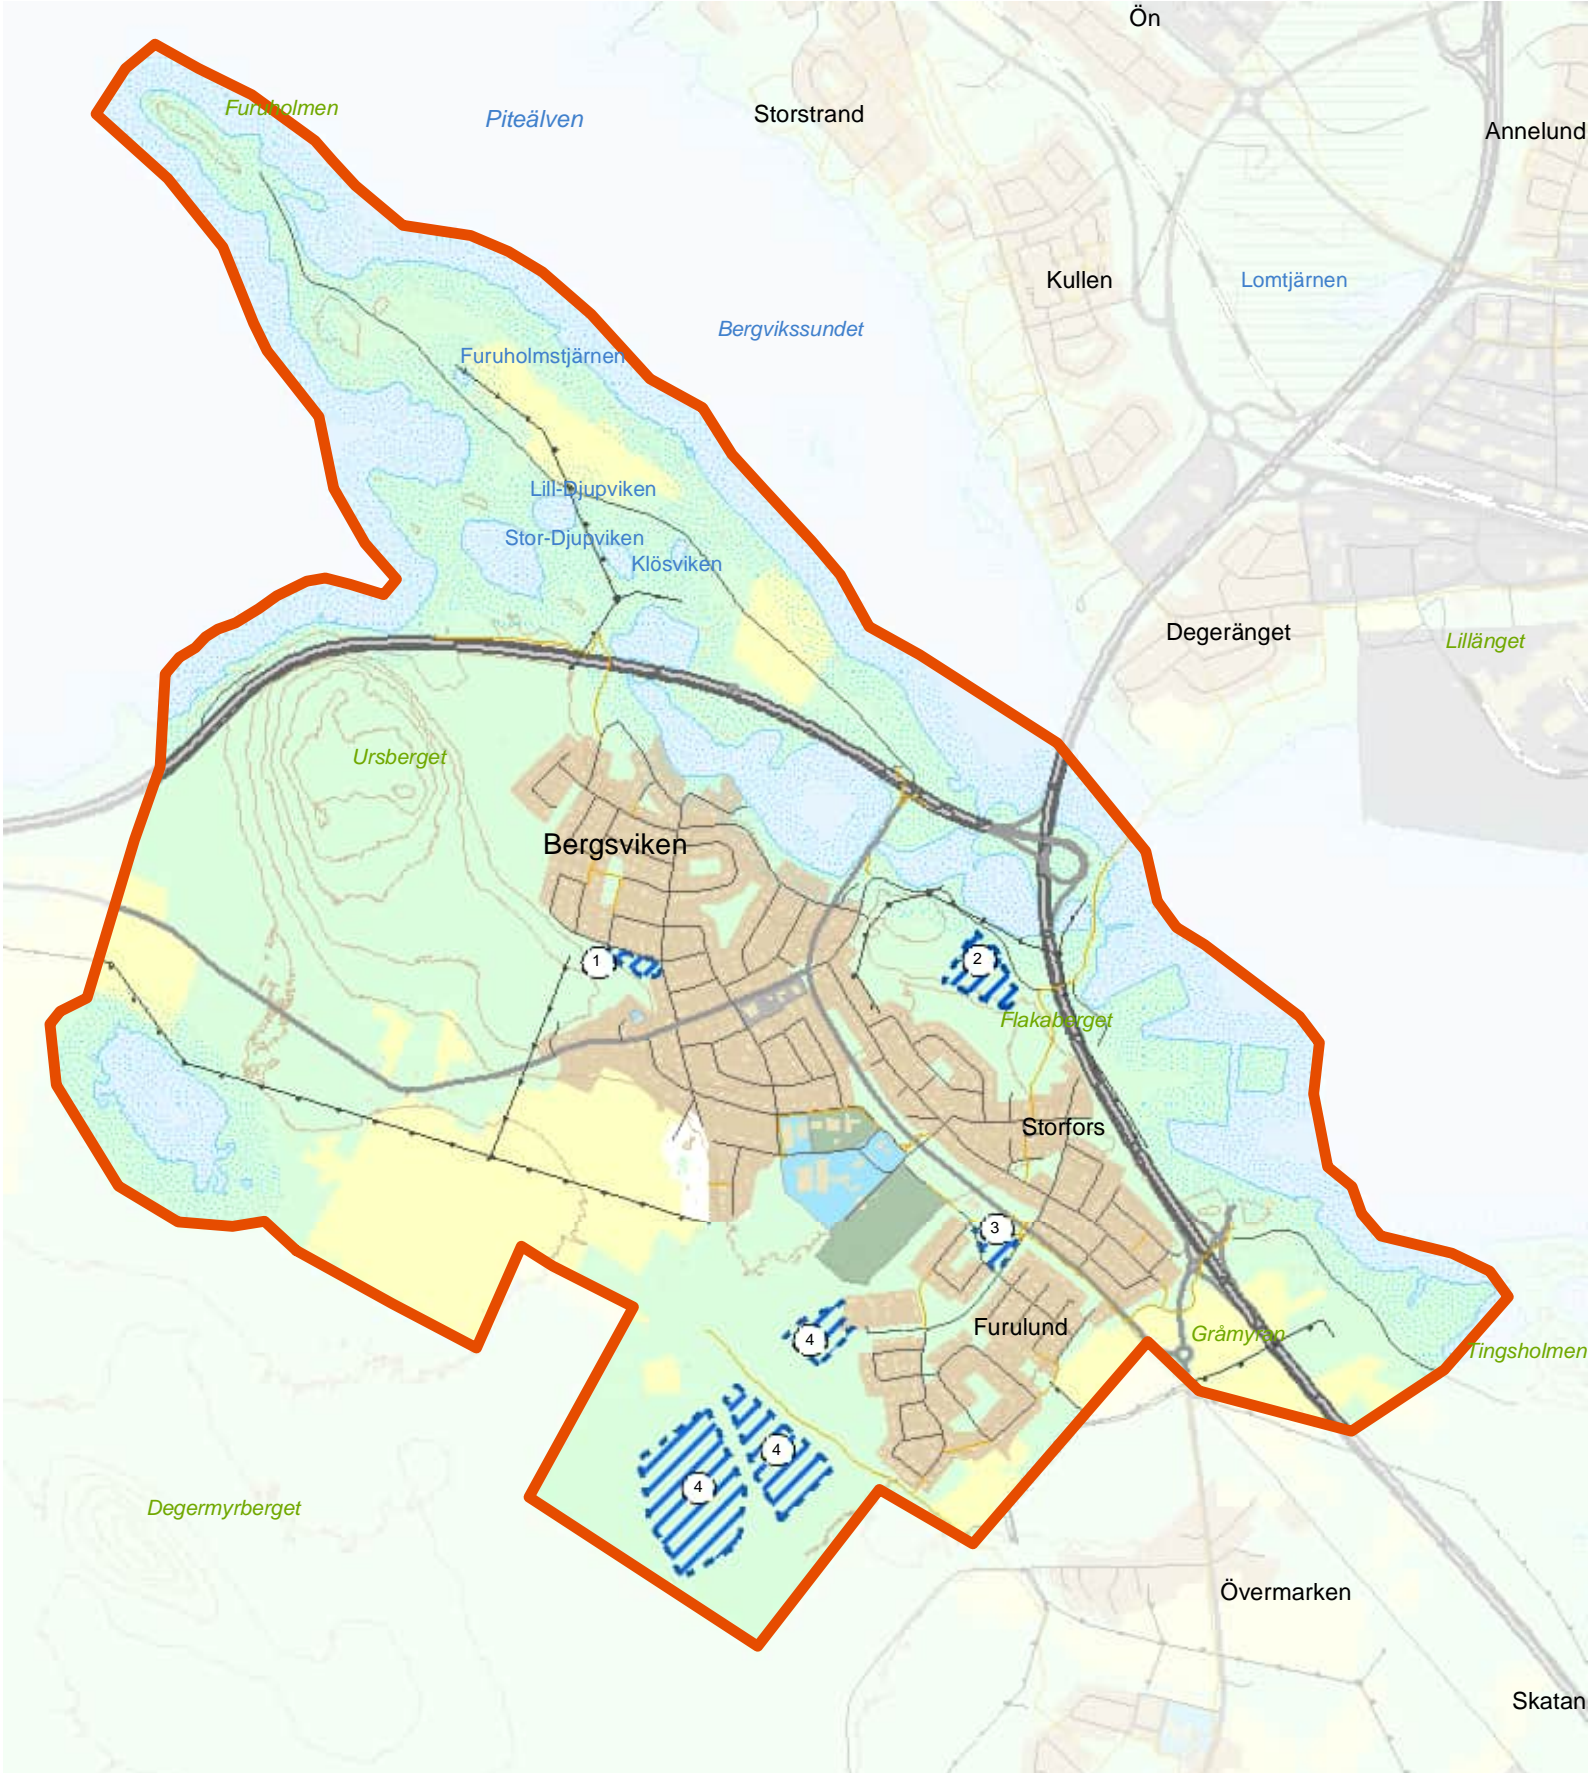 Ön
Furuholmen
Piteälven
Storstrand
Annelund
Kullen
Lomtjärnen
Bergvikssundet
Furuholmstjärnen
Lill-Djupviken
Stor-Djupviken
Klösviken
Degeränget
Lillänget
Ursberget
Bergsviken
1
2
Flakaberget
Storfors
3
Furulund
4
Gråmyran
Tingsholmen
4
4
Degermyrberget
Övermarken
Skatan